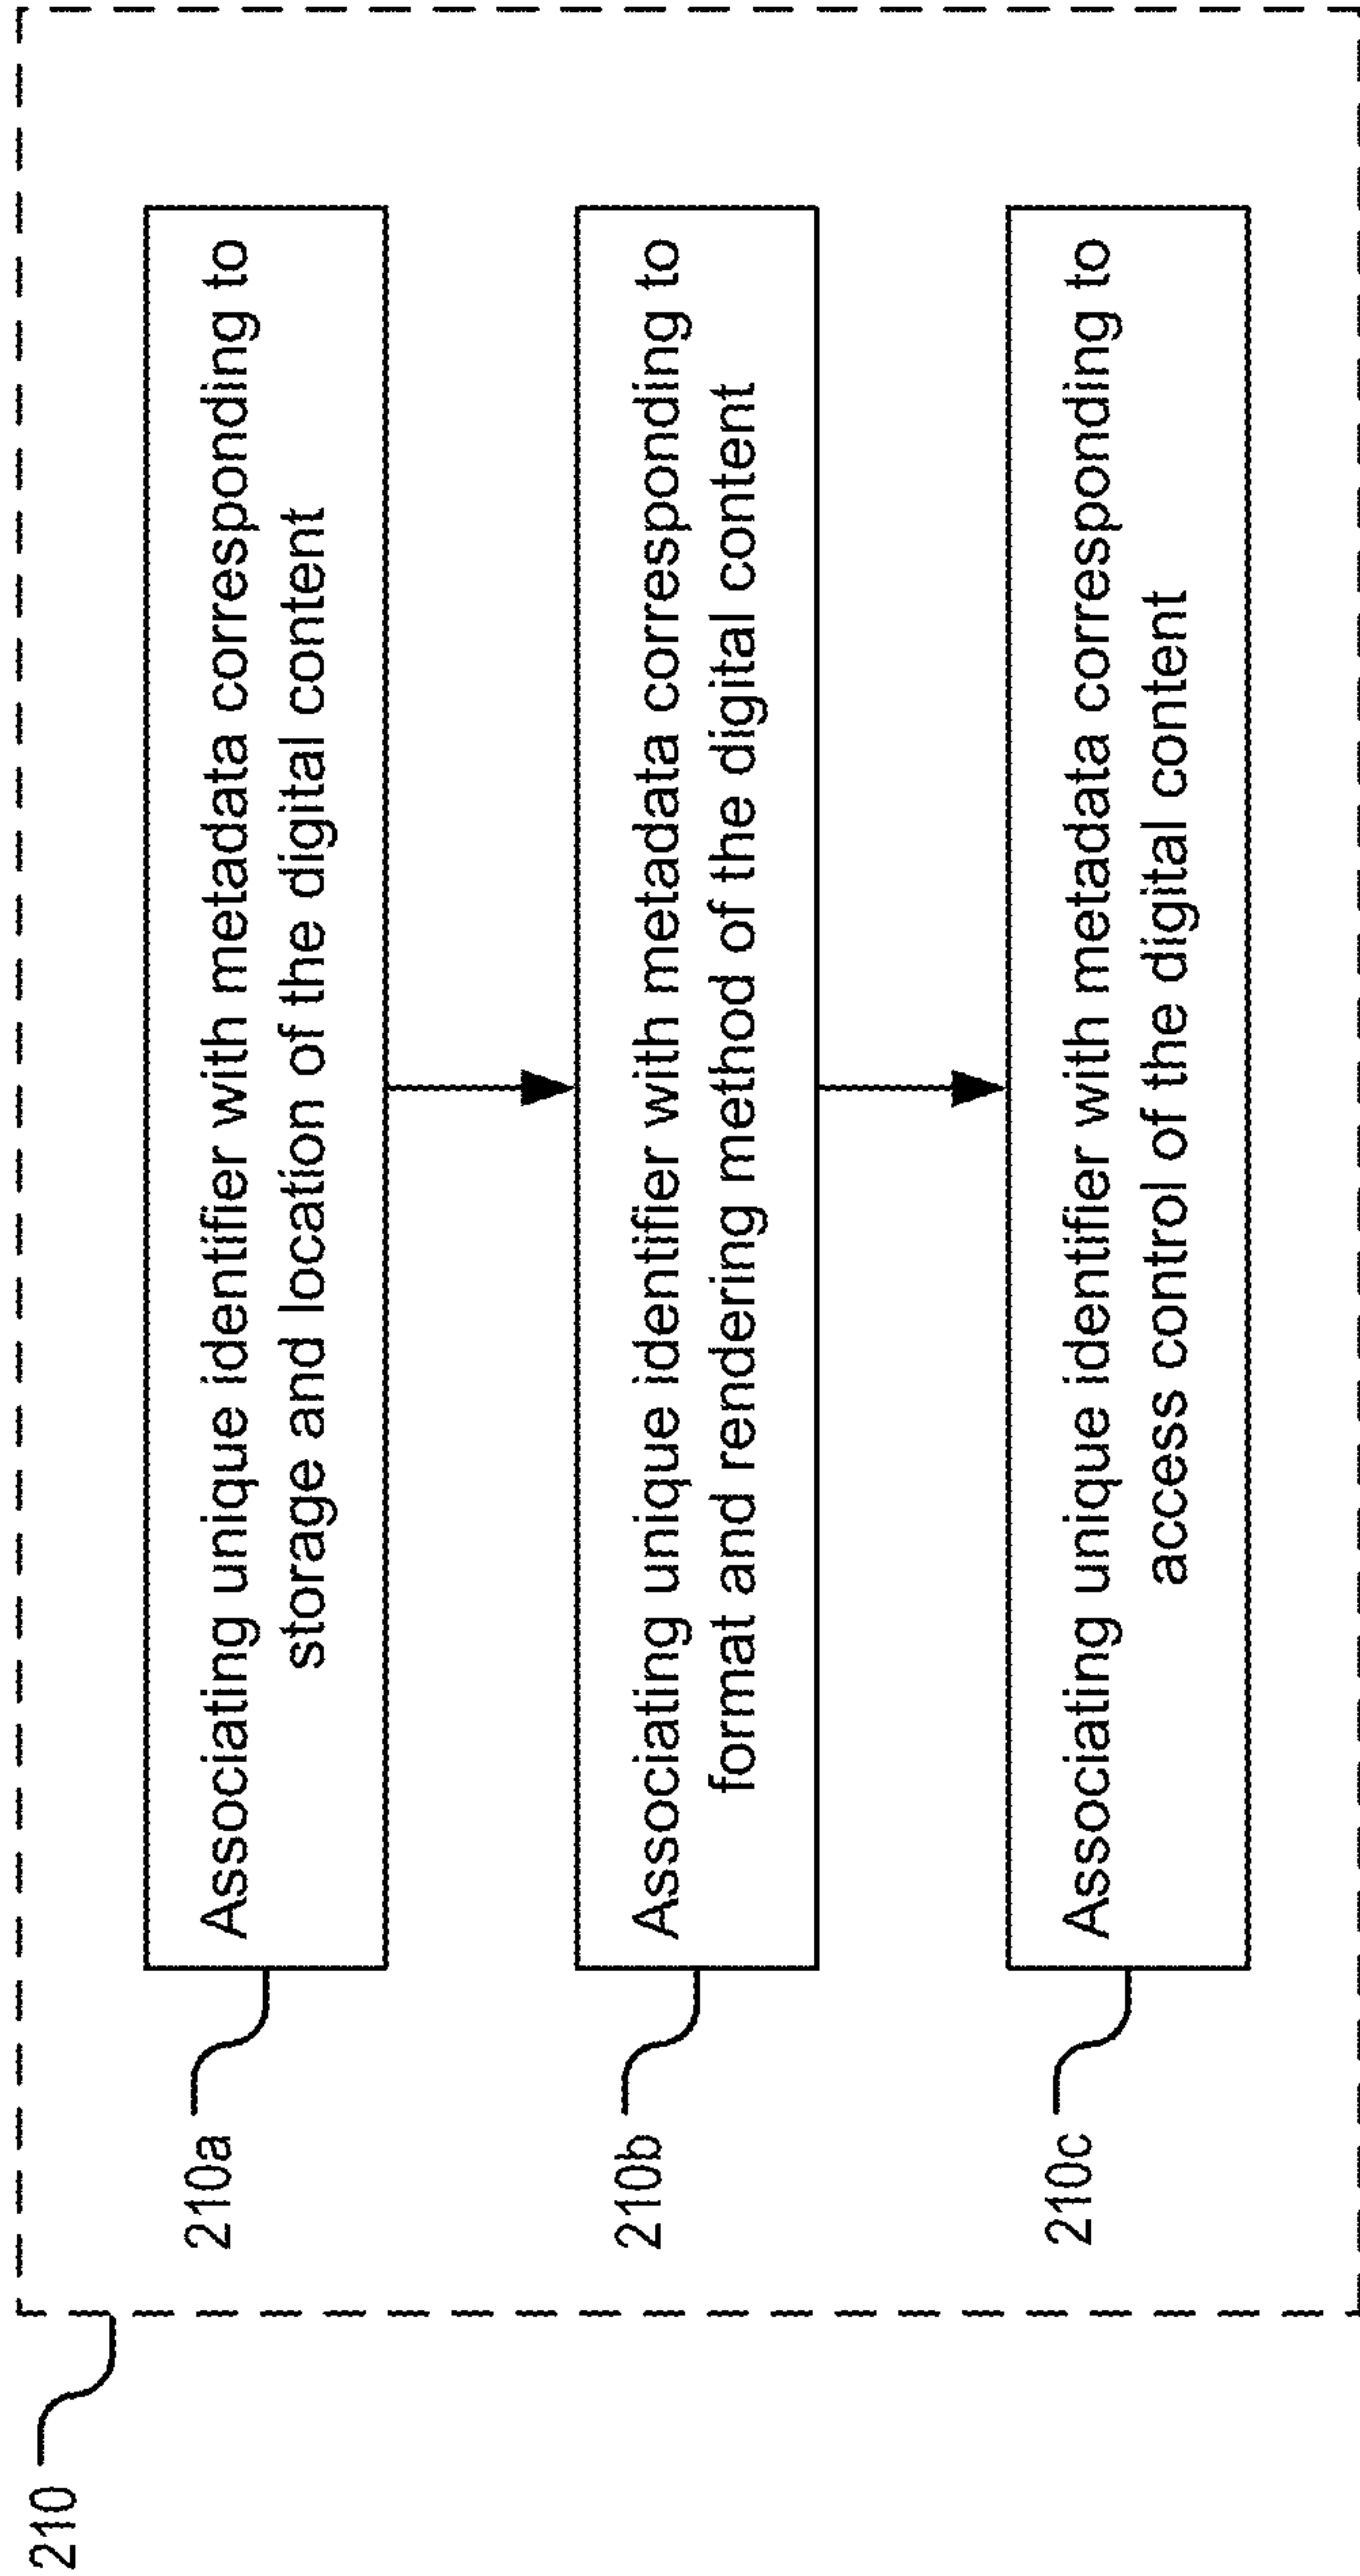 210
210a
Associating unique identifier with metadata corresponding to
storage and location of the digital content
210b
Associating unique identifier with metadata corresponding to
format and rendering method of the digital content
210c
Associating unique identifier with metadata corresponding to
access control of the digital content